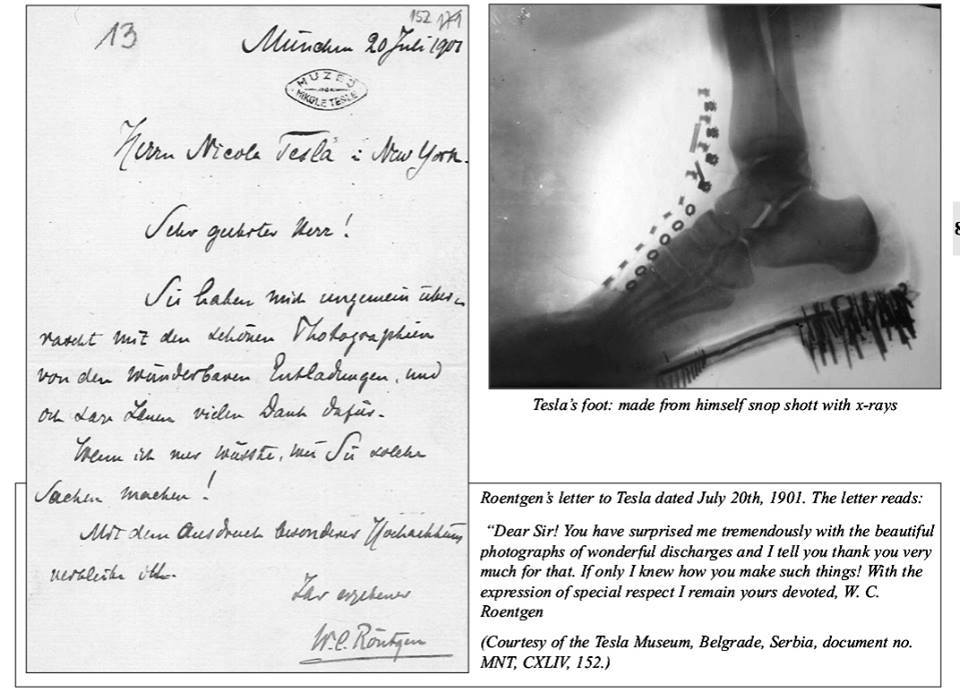 13
152 179
München 20 Juli 1901
MUZEJ
NIKOLE TESLE
Herrn Nicola Tesla i New York.
Sehr geehrter Herr!
Sie haben mich ungemein über-
rascht mit den schönen Photographien
von den wunderbaren Entladungen, und
ich sage Ihnen vielen Dank dafür.
Wenn ich nur wüsste, wie Sie solche
Sachen machen!
Mit dem Ausdruck besonderer Hochachtung
verbleibe ich
Ihr ergebener
W. C. Röntgen
Tesla's foot: made from himself snop shott with x-rays
Roentgen's letter to Tesla dated July 20th, 1901. The letter reads:
“Dear Sir! You have surprised me tremendously with the beautiful
photographs of wonderful discharges and I tell you thank you very
much for that. If only I knew how you make such things! With the
expression of special respect I remain yours devoted, W. C.
Roentgen
(Courtesy of the Tesla Museum, Belgrade, Serbia, document no.
MNT, CXLIV, 152.)